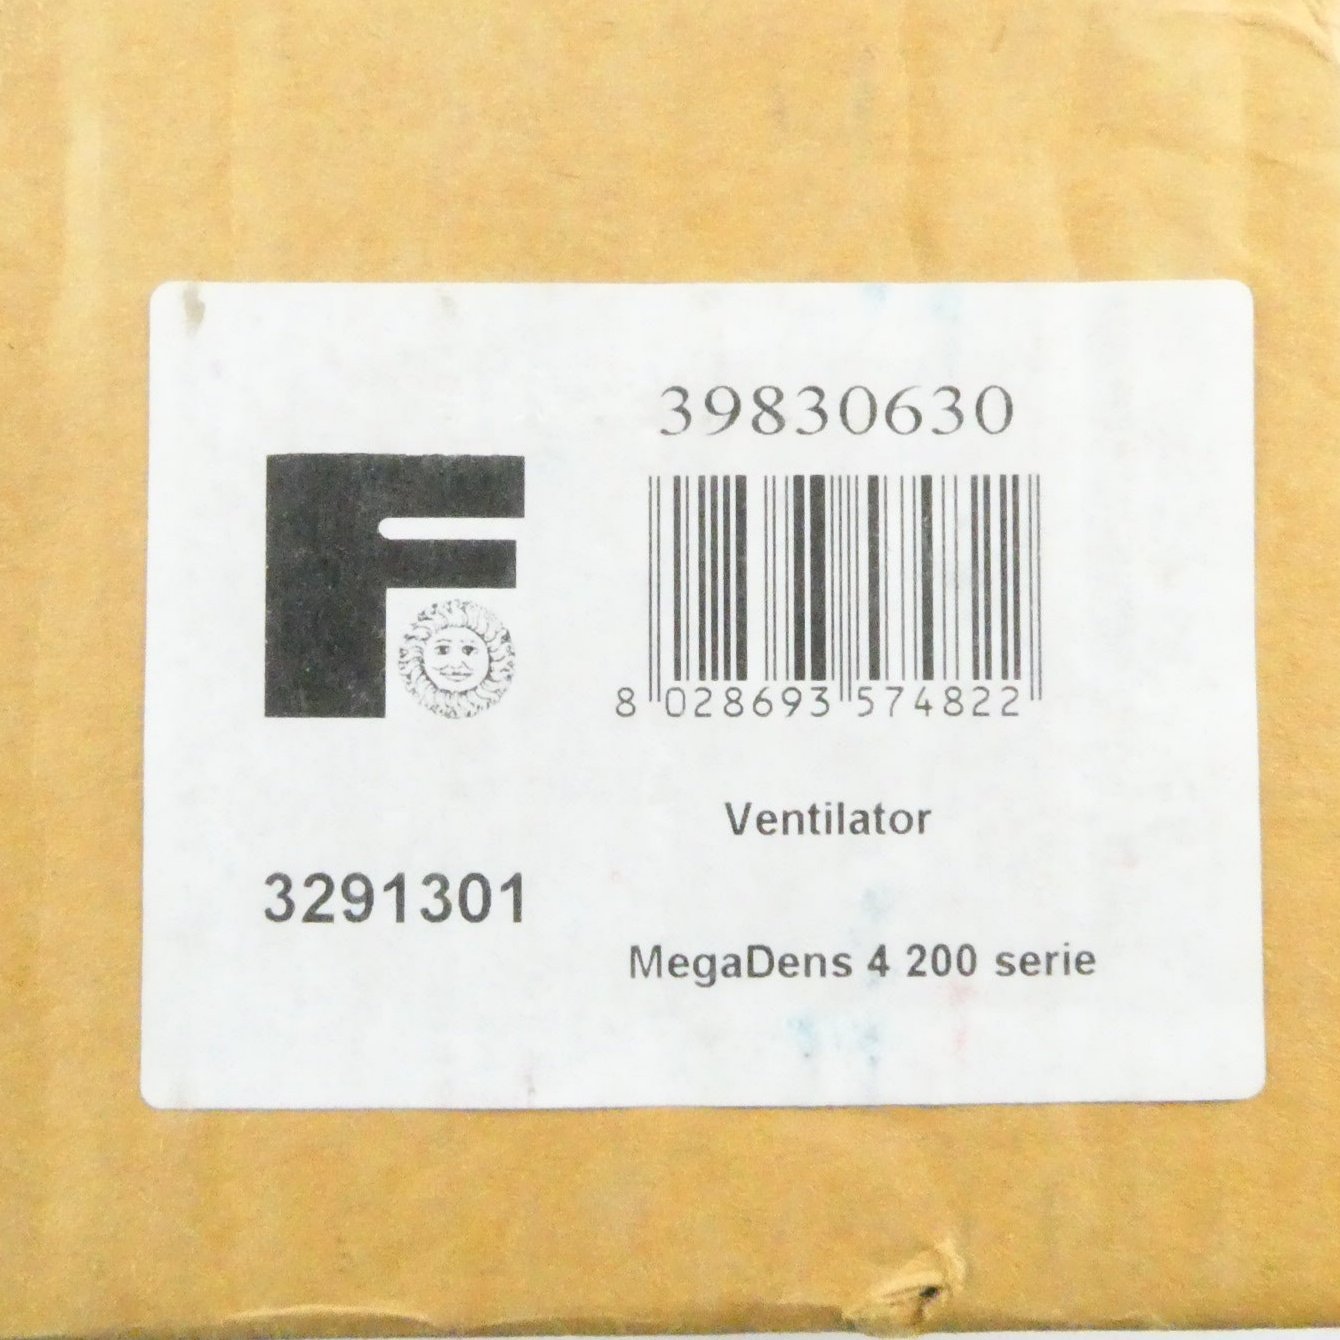 39830630
F
8 028693 574822
Ventilator
3291301
MegaDens 4 200 serie